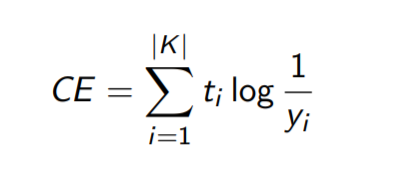 CE = \sum_{i=1}^{|K|} t_i \log \frac{1}{y_i}